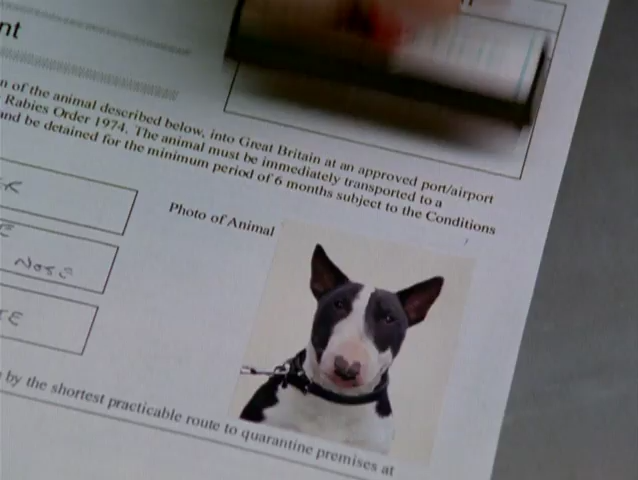 nt
n of the animal described below, into Great Britain at an approved port/airport
Rabies Order 1974. The animal must be immediately transported to a
nd be detained for the minimum period of 6 months subject to the Conditions
Photo of Animal
NOSE
by the shortest practicable route to quarantine premises at